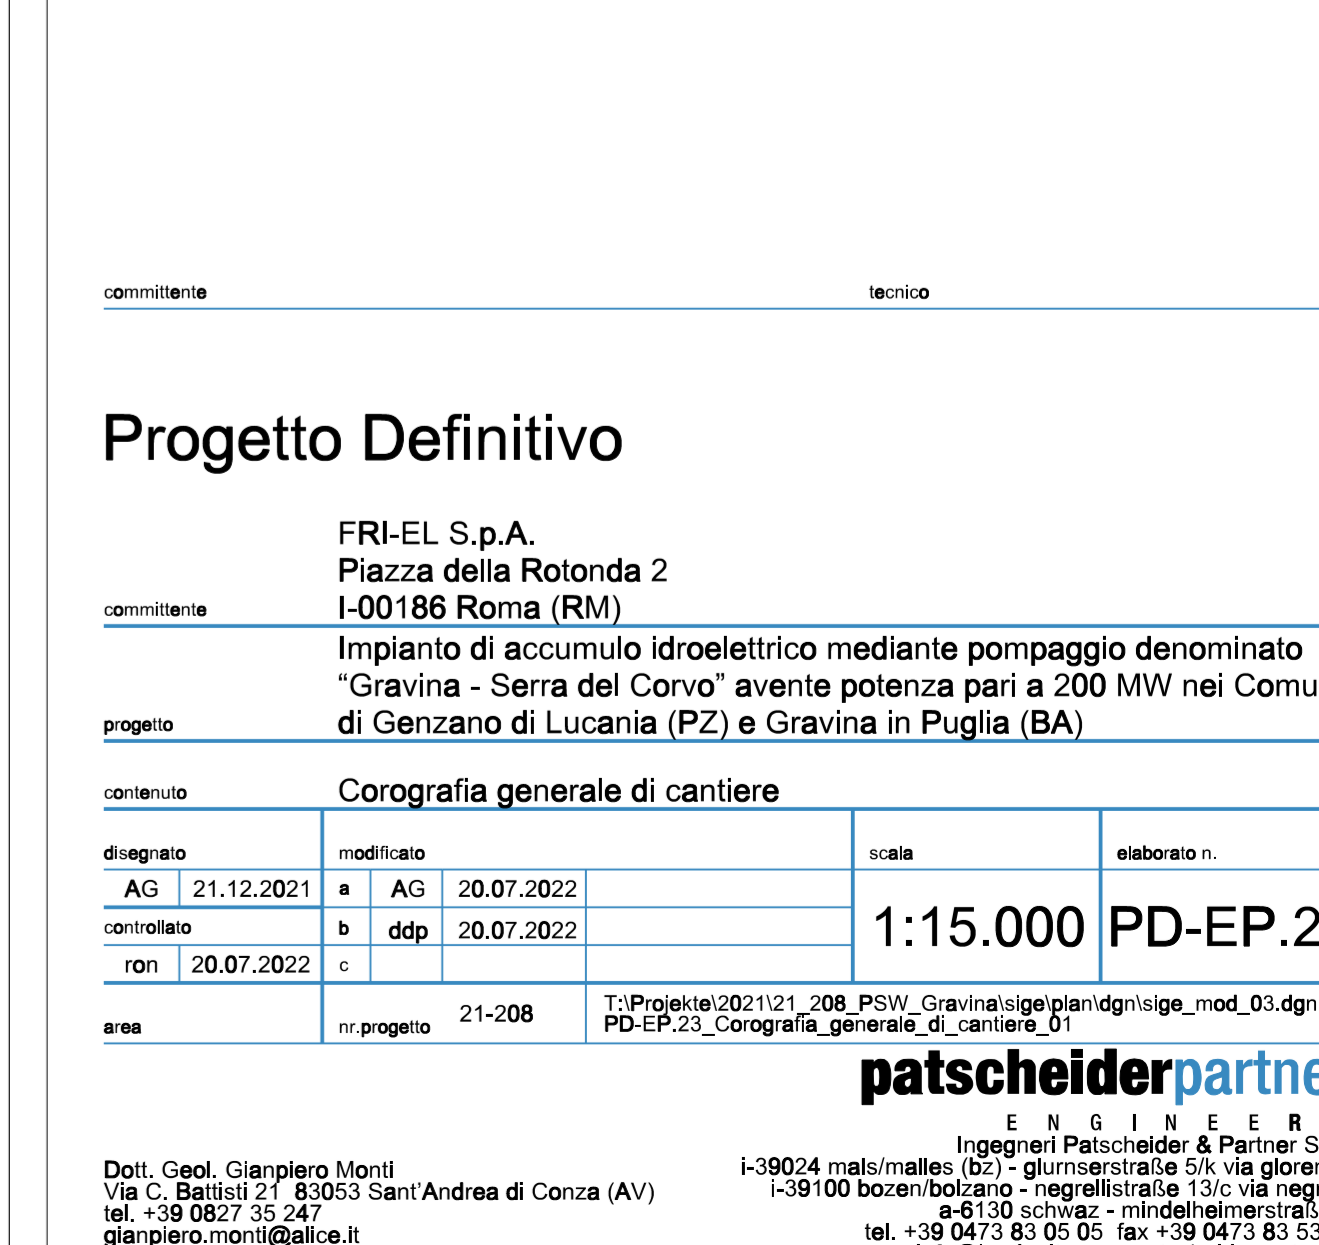 committente
tecnico
Progetto Definitivo
FRI-EL S.p.A.
Piazza della Rotonda 2
committente
I-00186 Roma (RM)
Impianto di accumulo idroelettrico mediante pompaggio denominato
“Gravina - Serra del Corvo” avente potenza pari a 200 MW nei Comu
progetto
di Genzano di Lucania (PZ) e Gravina in Puglia (BA)
contenuto
Corografia generale di cantiere
disegnato
modificato
scala
elaborato n.
AG 21.12.2021
a AG 20.07.2022
1:15.000
PD-EP.2
controllato
b ddp 20.07.2022
ron 20.07.2022
c
area
nr.progetto 21-208
T:\Projekte\2021\21_208_PSW_Gravina\sige\plan\dgn\sige_mod_03.dgn
PD-EP.23_Corografia_generale_di_cantiere_01
patscheiderpartne
ENGINEER
Ingegneri Patscheider & Partner S
i-39024 mals/malles (bz) - glurnserstraße 5/k via glorer
i-39100 bozen/bolzano - negrellistraße 13/c via negr
a-6130 schwaz - mindelheimerstraß
tel. +39 0473 83 05 05 fax +39 0473 83 53
Dott. Geol. Gianpiero Monti
Via C. Battisti 21 83053 Sant'Andrea di Conza (AV)
tel. +39 0827 35 247
gianpiero.monti@alice.it